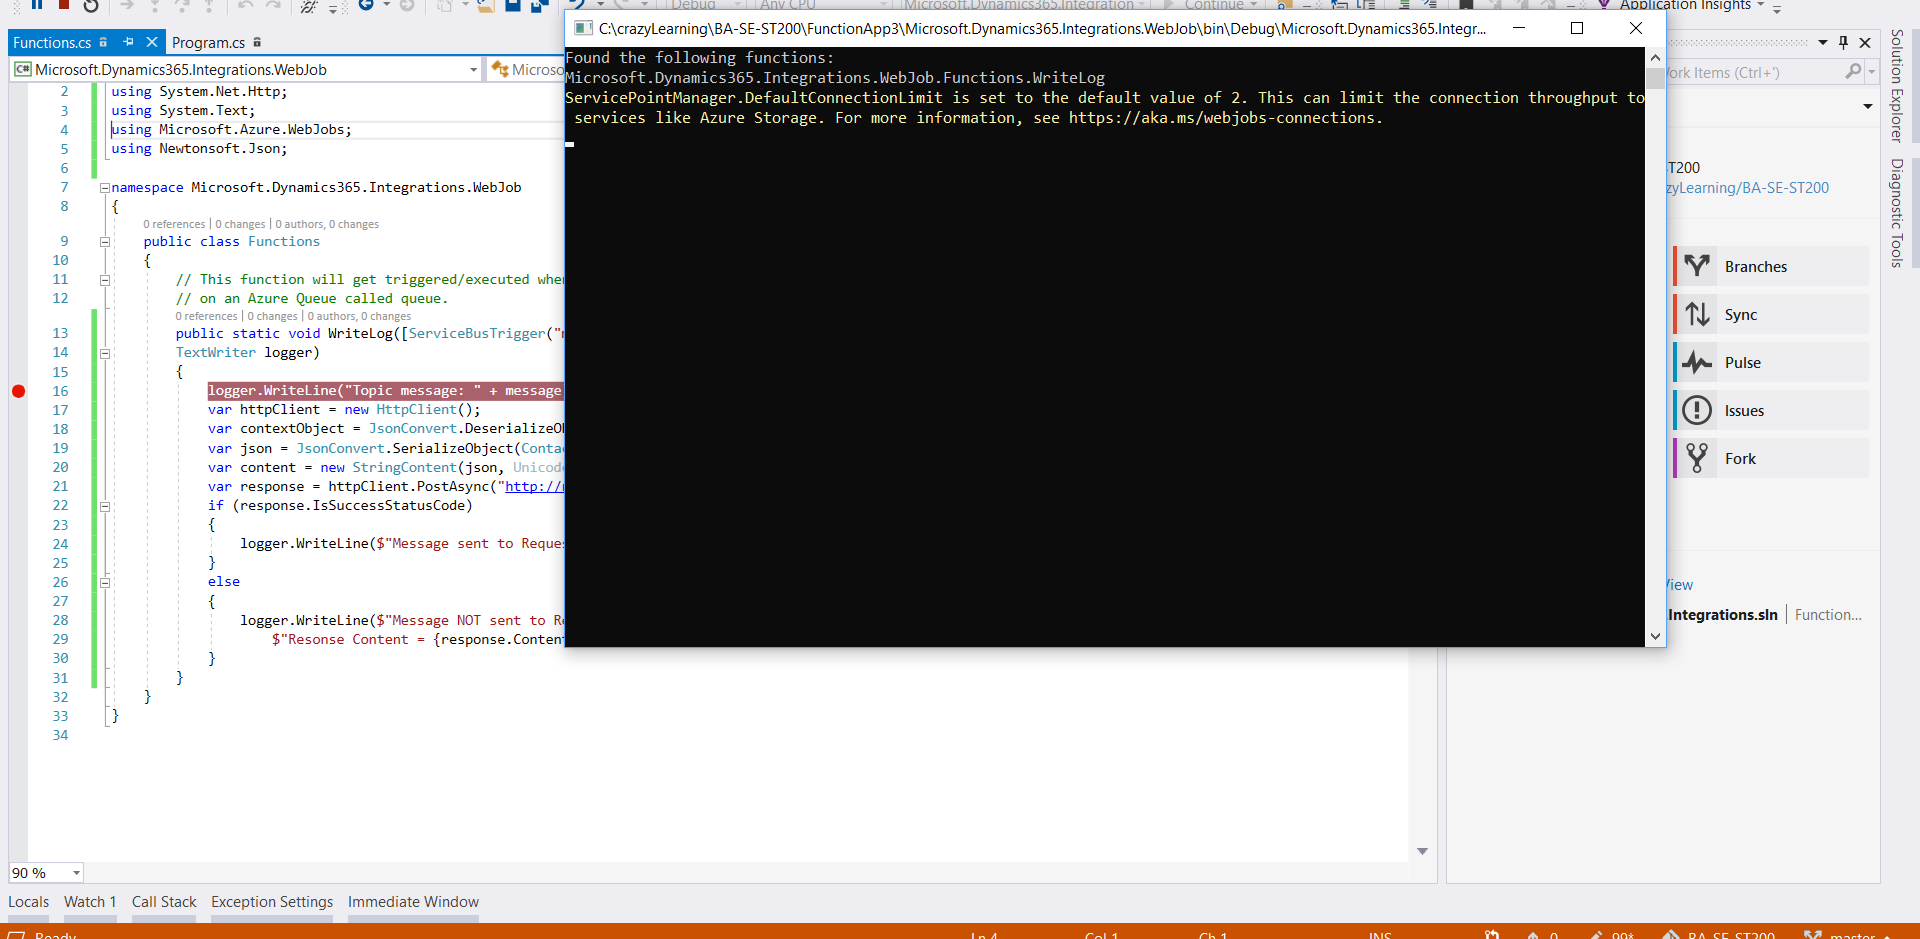 Debug
Any CPU
Microsoft.Dynamics365.Integration
Continue
Application Insights
Functions.cs
Program.cs
C:\crazyLearning\BA-SE-ST200\FunctionApp3\Microsoft.Dynamics365.Integrations.WebJob\bin\Debug\Microsoft.Dynamics365.Integr...
Microsoft.Dynamics365.Integrations.WebJob
Found the following functions:
Microsoft.Dynamics365.Integrations.WebJob.Functions.WriteLog
ServicePointManager.DefaultConnectionLimit is set to the default value of 2. This can limit the connection throughput to
services like Azure Storage. For more information, see https://aka.ms/webjobs-connections.
2 using System.Net.Http;
3 using System.Text;
4 using Microsoft.Azure.WebJobs;
5 using Newtonsoft.Json;
6
7 namespace Microsoft.Dynamics365.Integrations.WebJob
8 {
0 references | 0 changes | 0 authors, 0 changes
9 public class Functions
10 {
11 // This function will get triggered/executed
12 // on an Azure Queue called queue.
0 references | 0 changes | 0 authors, 0 changes
13 public static void WriteLog([ServiceBusTrigger("
14 TextWriter logger)
15 {
16 logger.WriteLine("Topic message: " + message
17 var httpClient = new HttpClient();
18 var contextObject = JsonConvert.
19 var json = JsonConvert.SerializeObject(
20 var content = new StringContent(json,
21 var response = httpClient.PostAsync("http://
22 if (response.IsSuccessStatusCode)
23 {
24 logger.WriteLine($"Message sent to
25 }
26 else
27 {
28 logger.WriteLine($"Message NOT sent to
29 $"Resonse Content = {response.
30 }
31 }
32 }
33 }
34
Work Items (Ctrl+')
ST200
zyLearning/BA-SE-ST200
Branches
Sync
Pulse
Issues
Fork
View
Integrations.sln | Function...
Solution Explorer
Diagnostic Tools
90 %
Locals Watch 1 Call Stack Exception Settings Immediate Window
Ready Ln 4 Col 1 Ch 1 INS 0 99* BA-SE-ST200 master